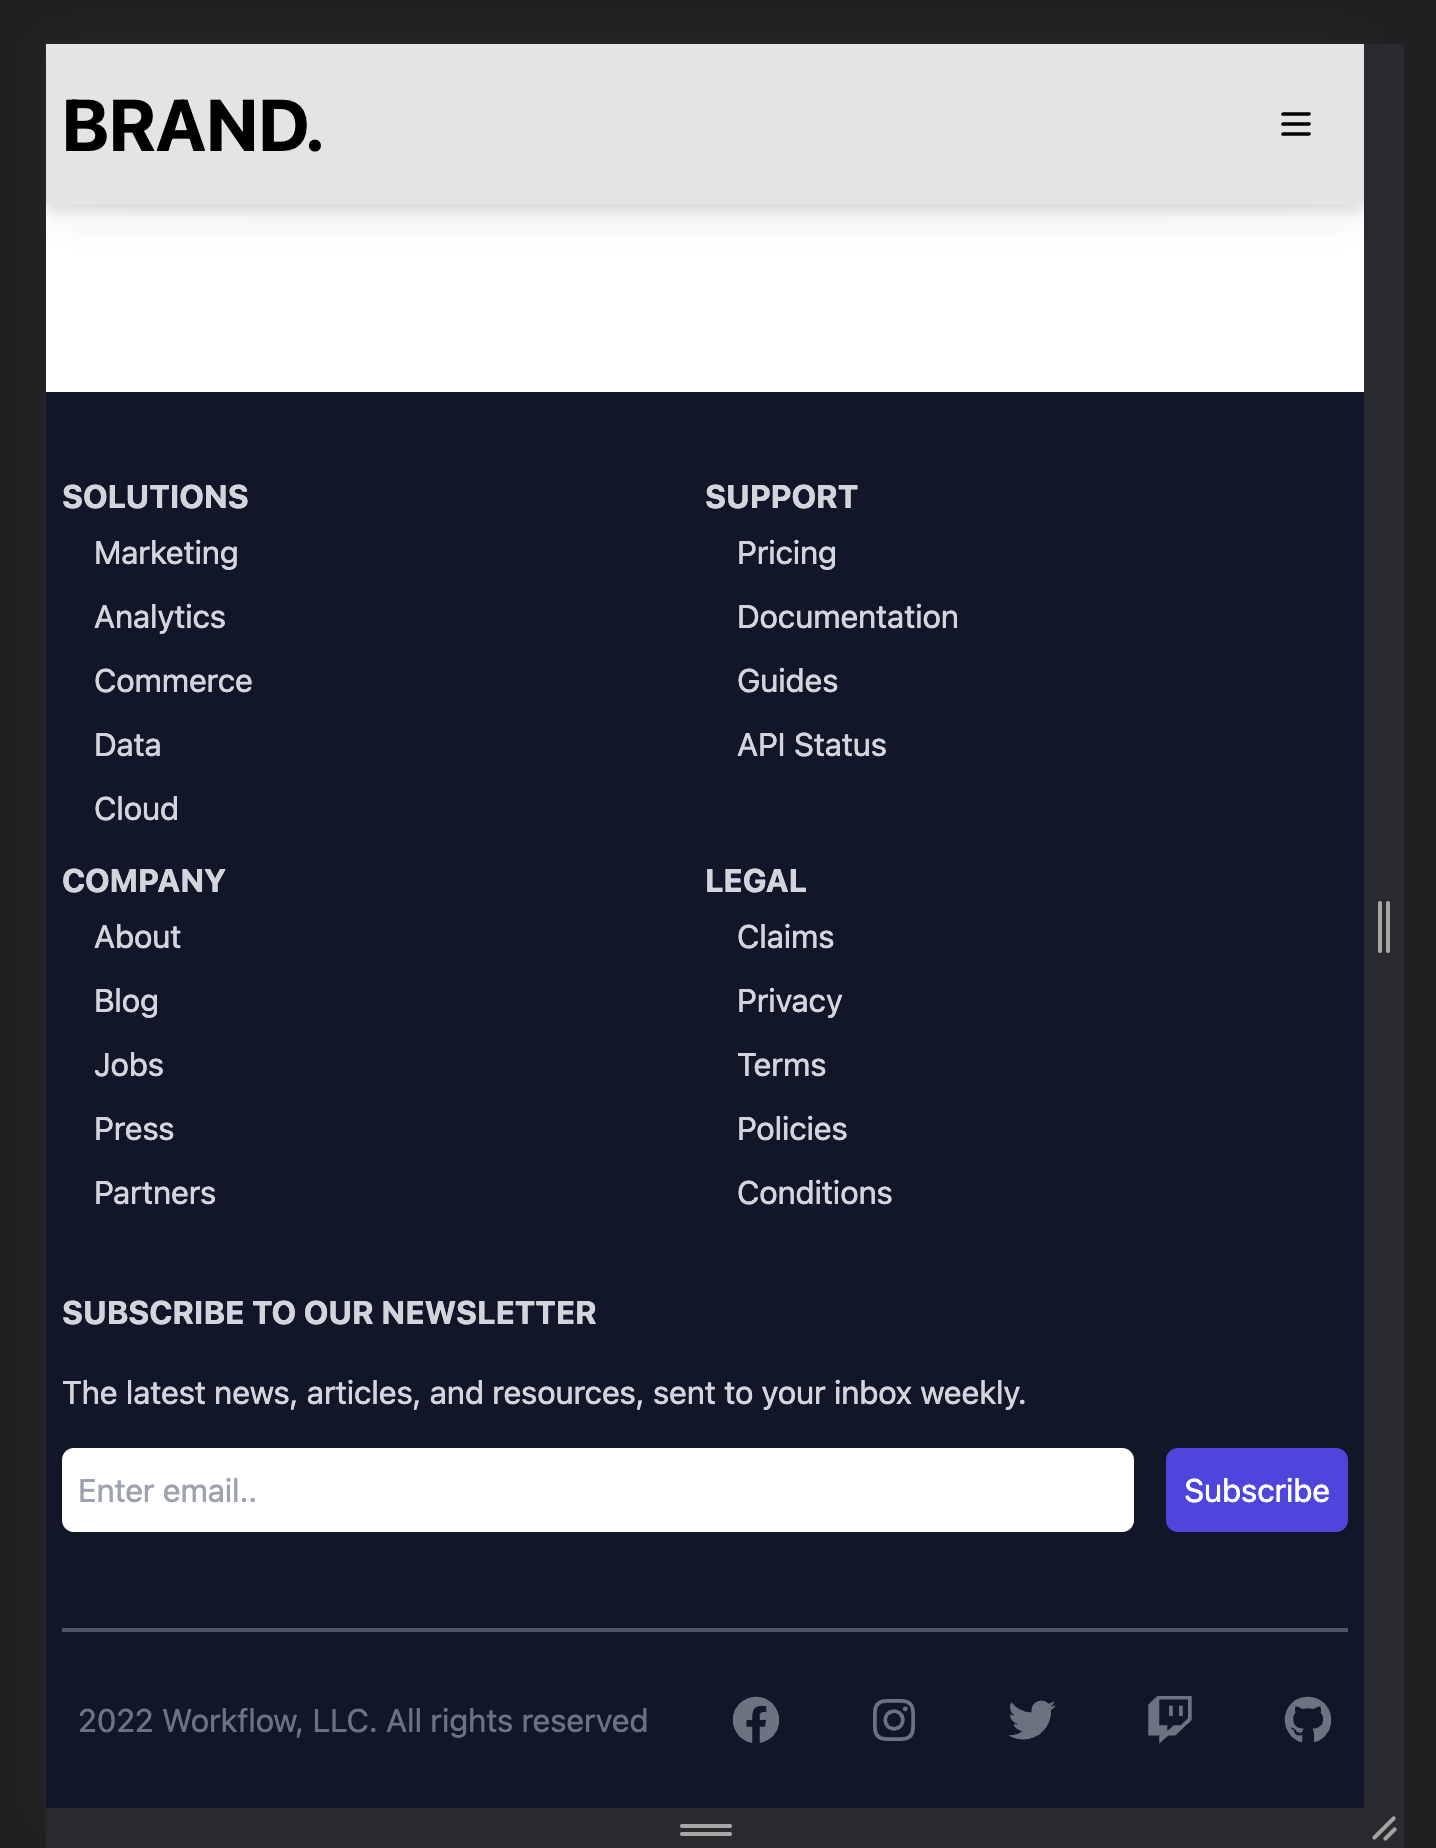 BRAND.
SOLUTIONS
Marketing
Analytics
Commerce
Data
Cloud
SUPPORT
Pricing
Documentation
Guides
API Status
COMPANY
About
Blog
Jobs
Press
Partners
LEGAL
Claims
Privacy
Terms
Policies
Conditions
SUBSCRIBE TO OUR NEWSLETTER
The latest news, articles, and resources, sent to your inbox weekly.
Enter email..
Subscribe
2022 Workflow, LLC. All rights reserved